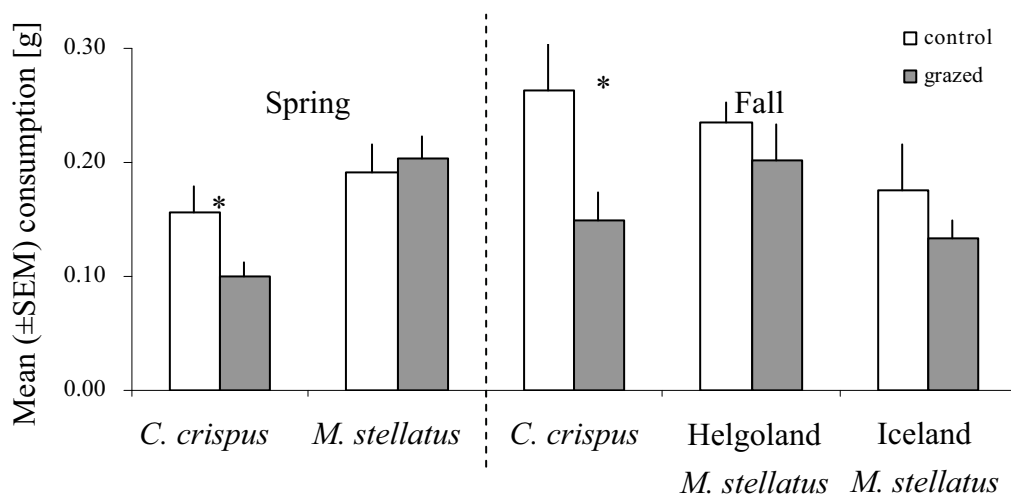 Mean (±SEM) consumption [g]
0.30
0.20
0.10
0.00
Spring
Fall
*
*
control
grazed
C. crispus
M. stellatus
C. crispus
Helgoland
M. stellatus
Iceland
M. stellatus